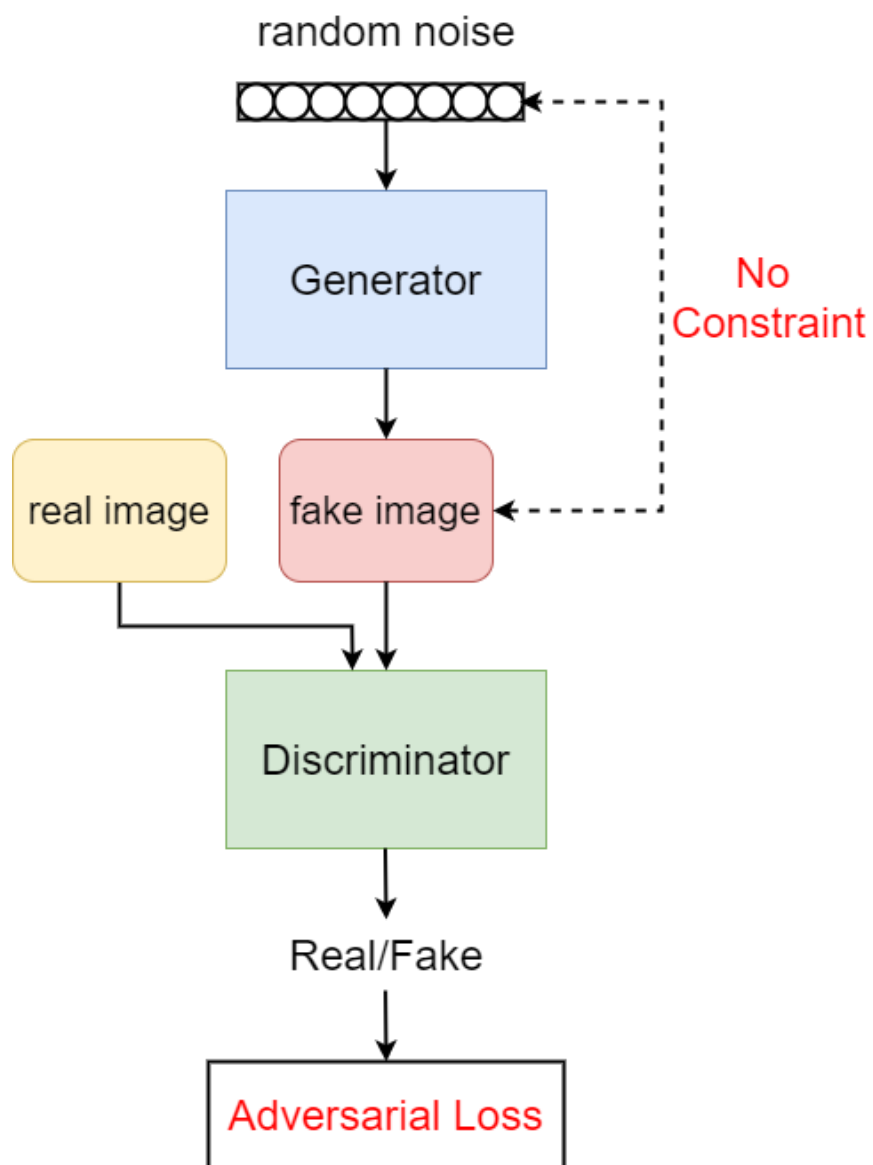 random noise
Generator
No
Constraint
real image
fake image
Discriminator
Real/Fake
Adversarial Loss